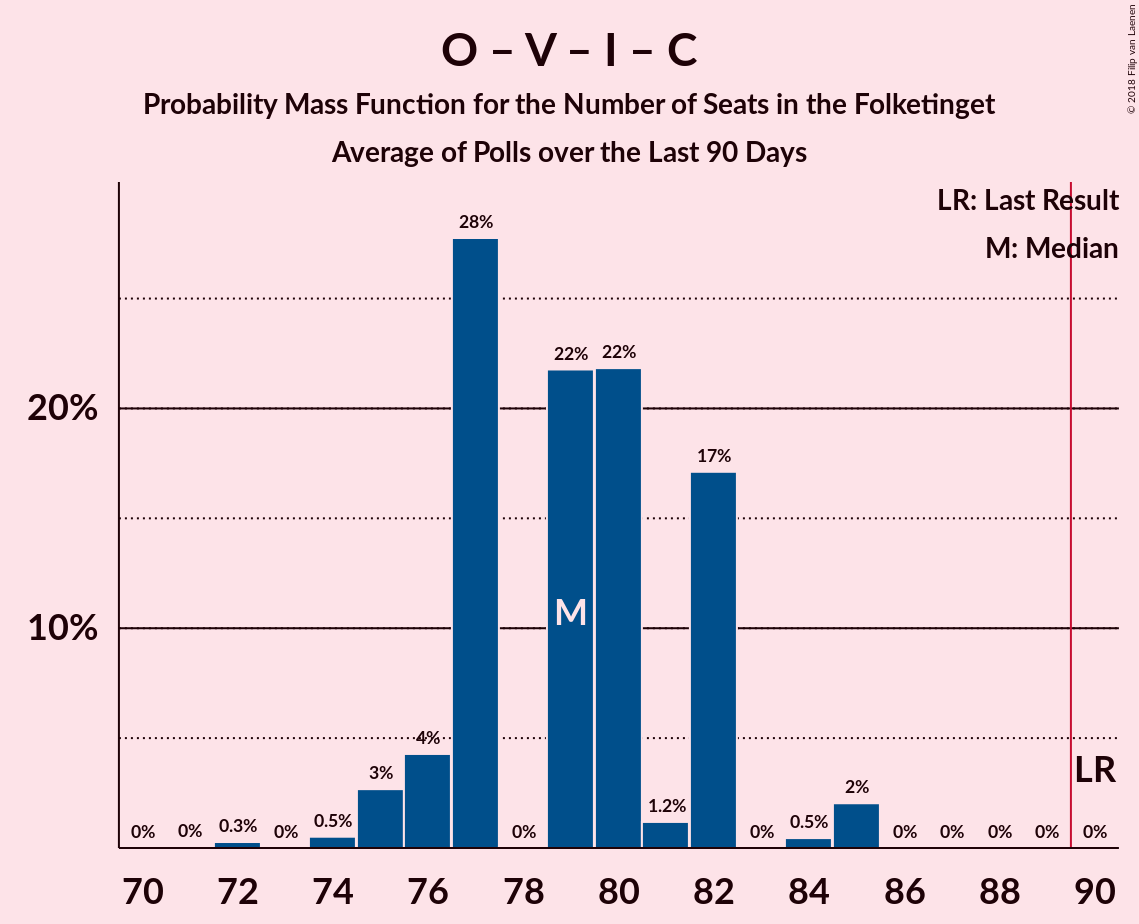 O – V – I – C
Probability Mass Function for the Number of Seats in the Folketinget
Average of Polls over the Last 90 Days
© 2018 Filip van Laenen
LR: Last Result
M: Median
28%
22%
22%
20%
17%
M
10%
4%
3%
LR
2%
1.2%
0% 0% 0.3% 0% 0.5% 0% 0% 0.5% 0% 0% 0% 0% 0%
70 72 74 76 78 80 82 84 86 88 90